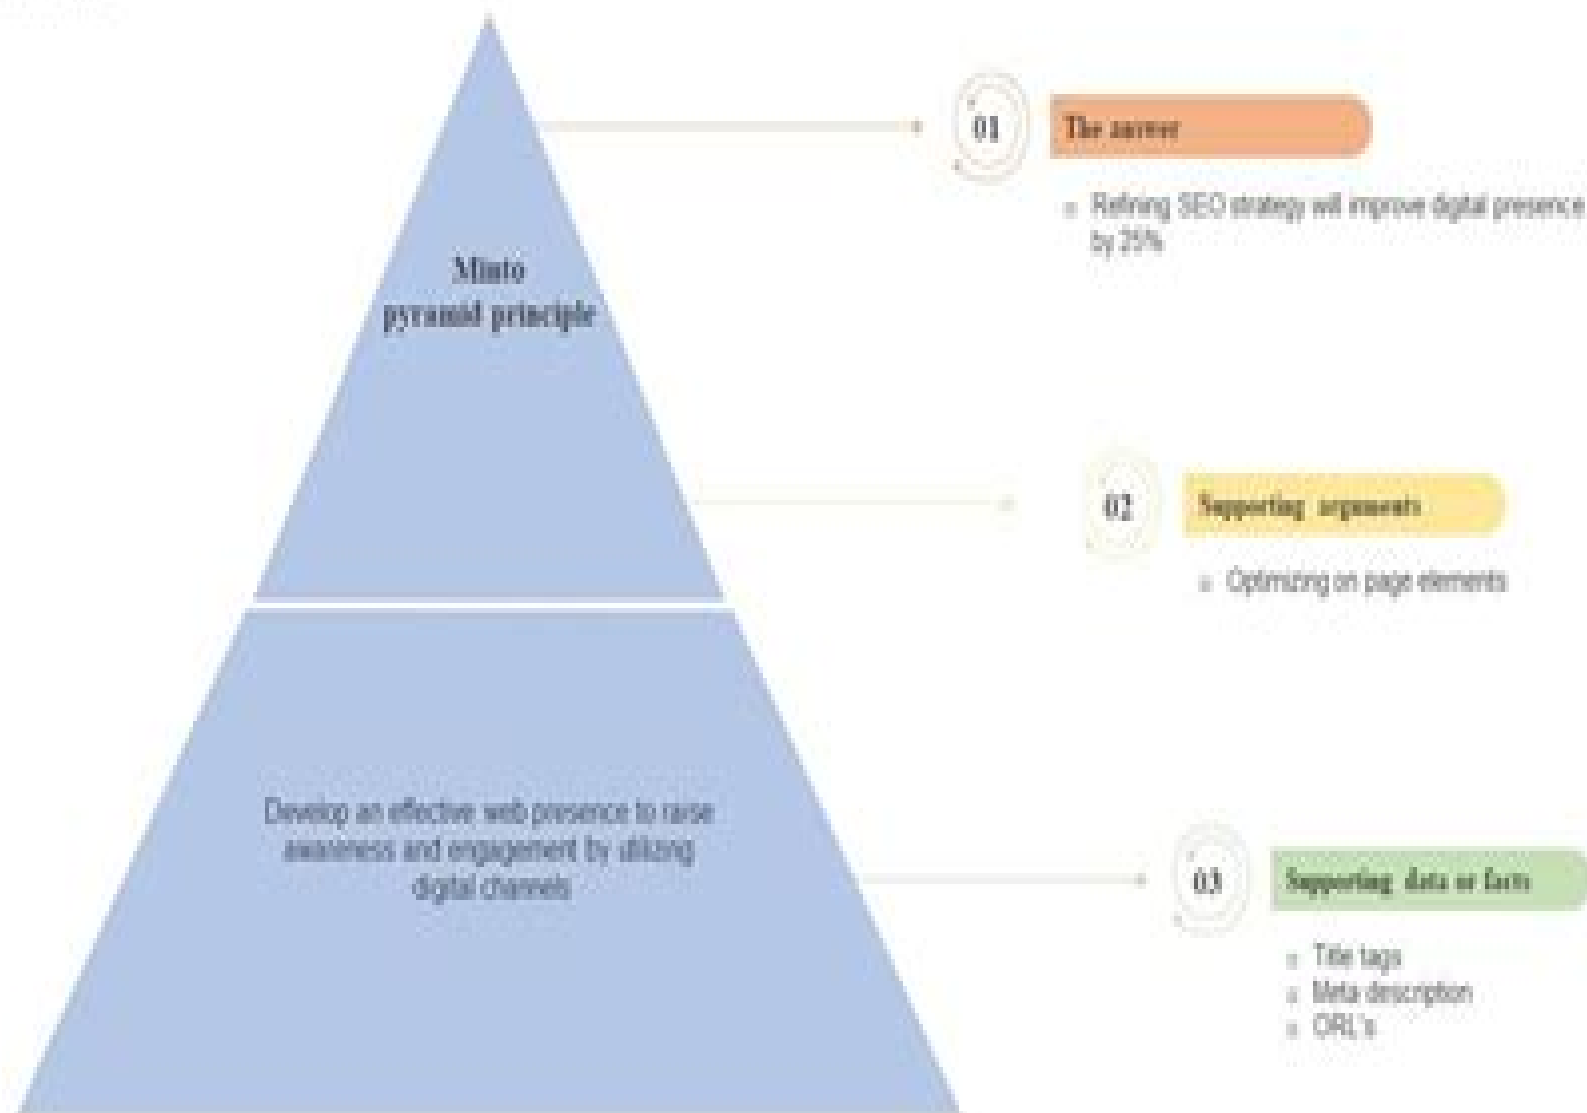 Minto
pyramid principle
Develop an effective web presence to raise
awareness and engagement by utilizing
digital channels
01
The answer
Refining SEO strategy will improve digital presence
by 25%
02
Supporting arguments
Optimizing on page elements
03
Supporting data or facts
Title tags
Meta description
ORL's